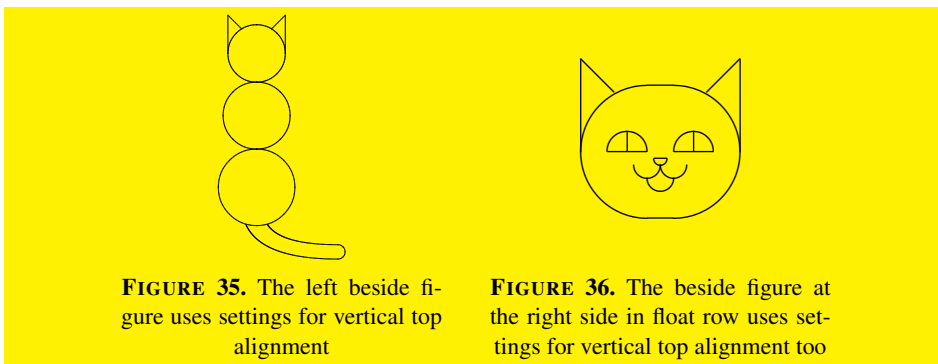 FIGURE 35. The left beside fi-
gure uses settings for vertical top
alignment
FIGURE 36. The beside figure at
the right side in float row uses set-
tings for vertical top alignment too